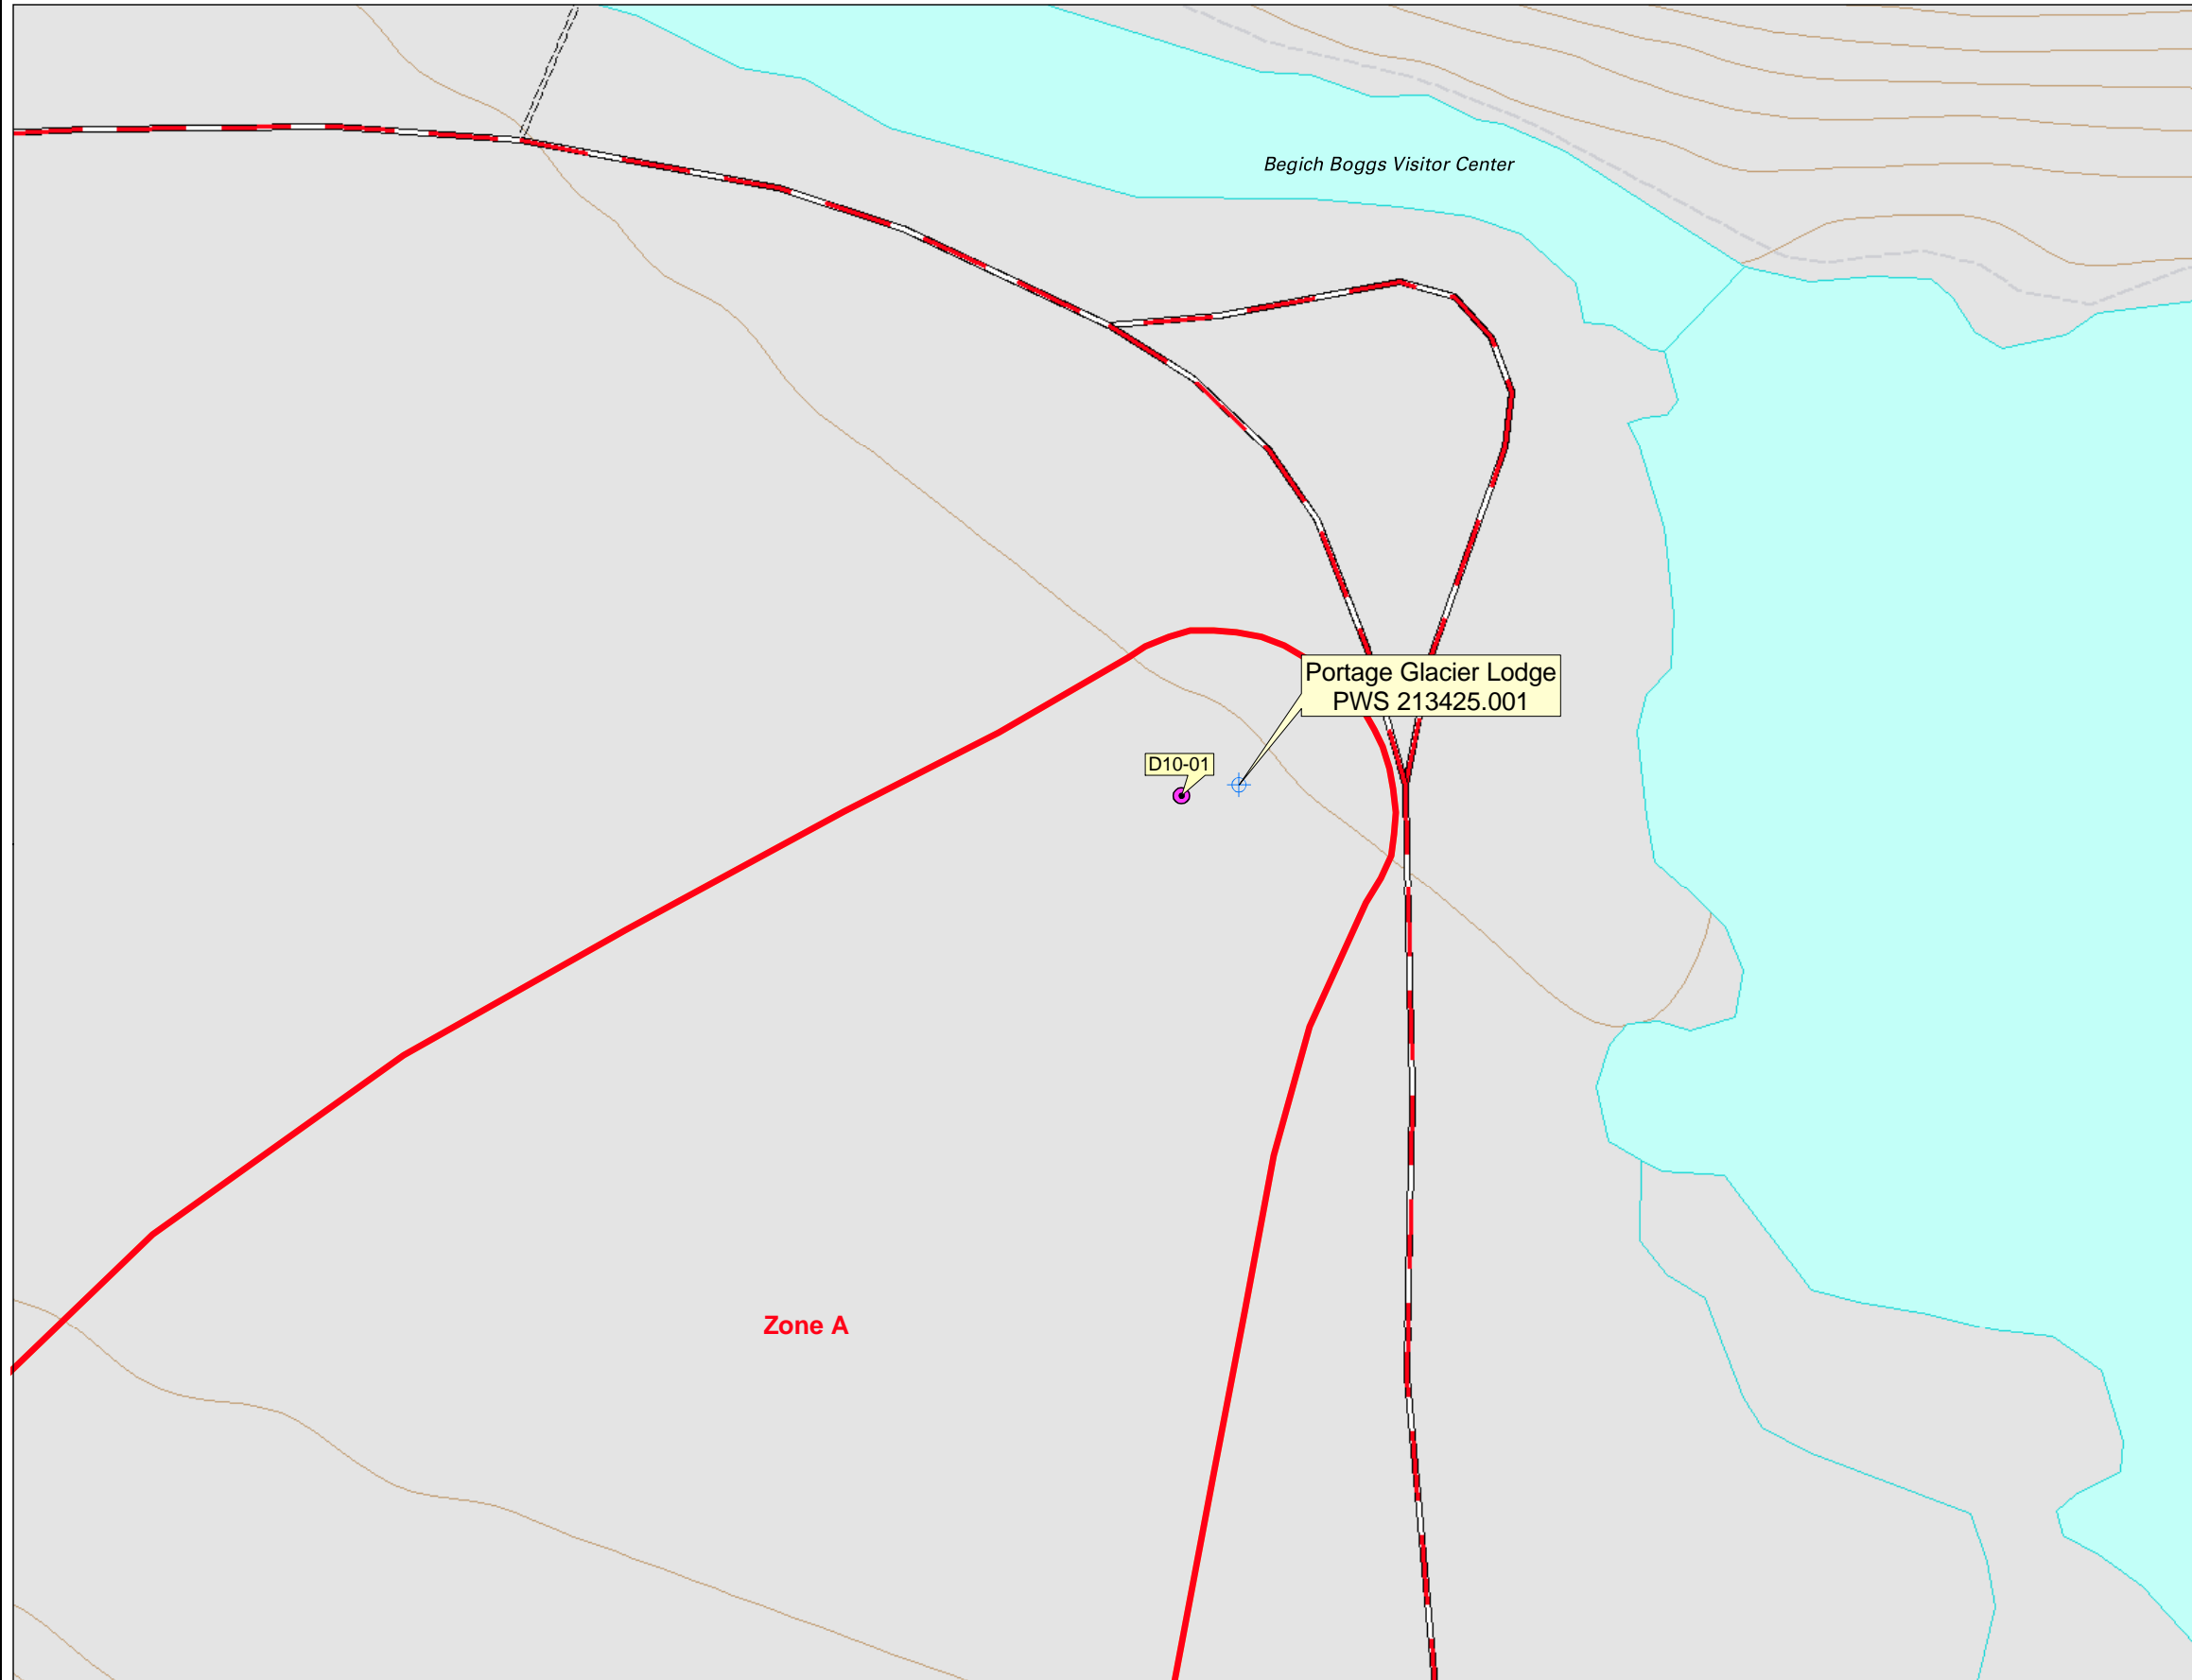 Begich Boggs Visitor Center
Portage Glacier Lodge
PWS 213425.001
D10-01
Zone A